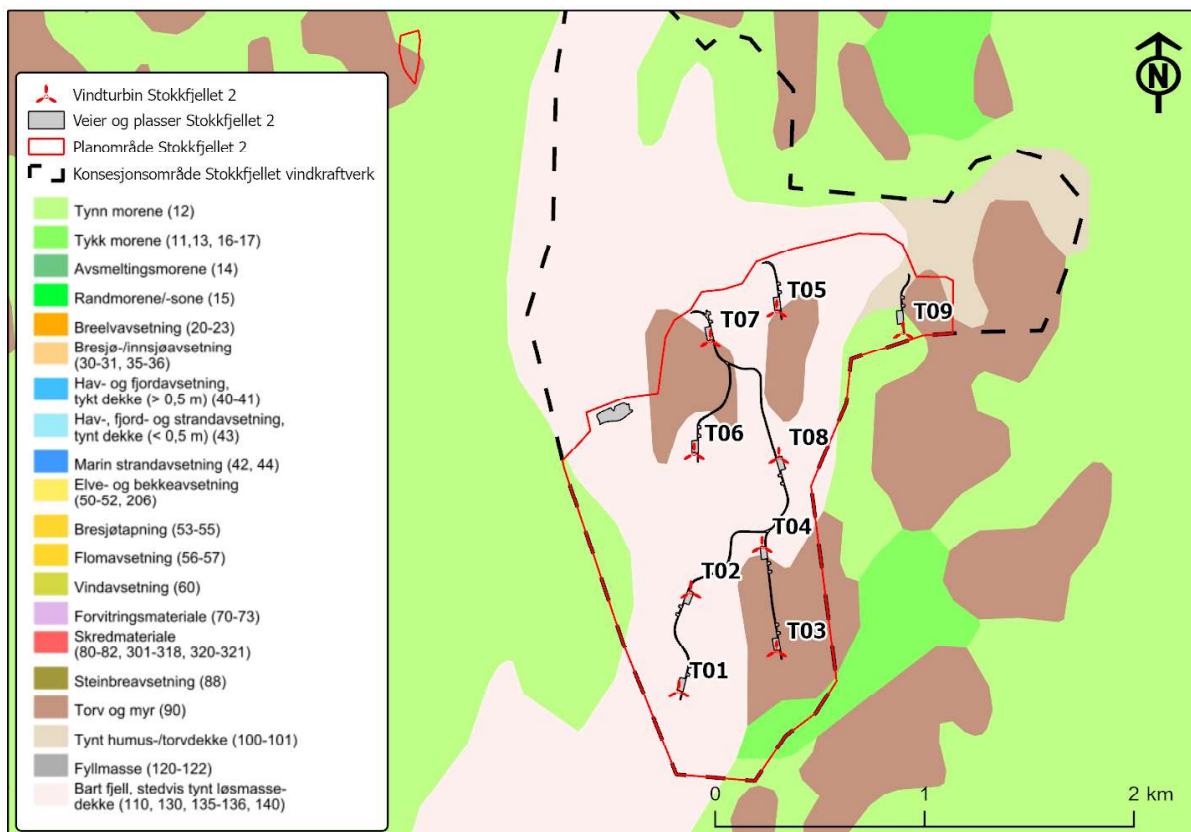 Vindturbin Stokkfjellet 2
Veier og plasser Stokkfjellet 2
Planområde Stokkfjellet 2
Konsesjonsområde Stokkfjellet vindkraftverk
Tynn morene (12)
Tykk morene (11,13, 16-17)
Avsmeltingsmorene (14)
Randmorene/-sone (15)
Breelvavsetning (20-23)
Bresjø-/innsjøavsetning
(30-31, 35-36)
Hav- og fjordavsetning,
tykt dekke (> 0,5 m) (40-41)
Hav-, fjord- og strandavsetning,
tynt dekke (< 0,5 m) (43)
Marin strandavsetning (42, 44)
Elve- og bekkeavsetning
(50-52, 206)
Bresjøtapning (53-55)
Flomavsetning (56-57)
Vindavsetning (60)
Forvitringsmateriale (70-73)
Skredmateriale
(80-82, 301-318, 320-321)
Steinbreavsetning (88)
Torv og myr (90)
Tynt humus-/torvdekke (100-101)
Fyllmasse (120-122)
Bart fjell, stedvis tynt løsmasse-
dekke (110, 130, 135-136, 140)
N
T05
T09
T07
T06
T08
T04
T02
T03
T01
0 1 2 km